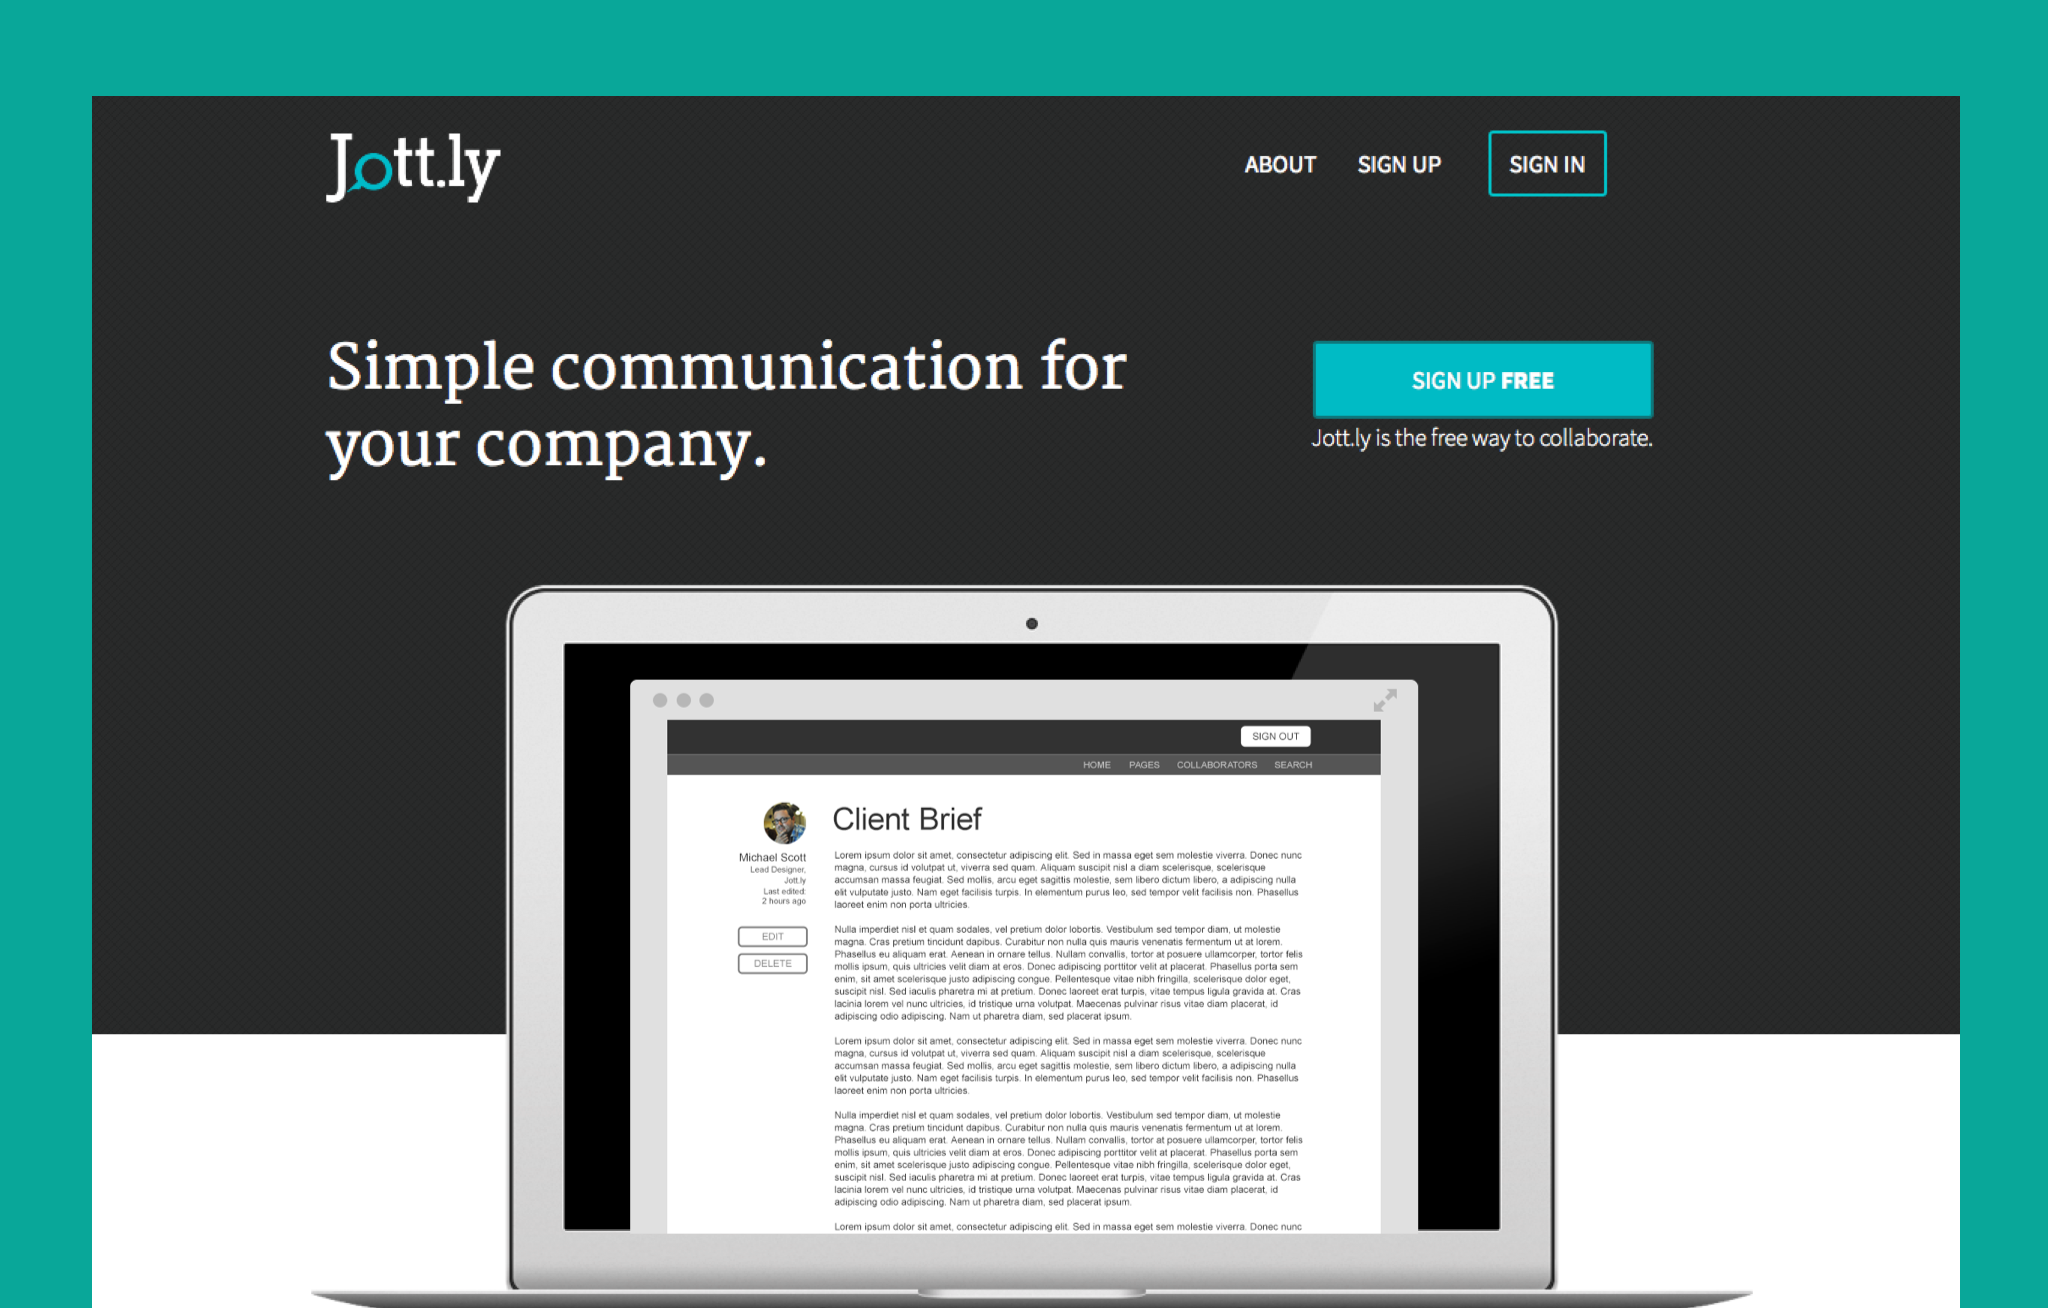 Jott.ly
ABOUT
SIGN UP
SIGN IN
Simple communication for
your company.
SIGN UP FREE
Jott.ly is the free way to collaborate.
SIGN OUT
HOME
PAGES
COLLABORATORS
SEARCH
Michael Scott
Lead Designer,
Jott.ly
Last edited:
2 hours ago
EDIT
DELETE
Client Brief
Lorem ipsum dolor sit amet, consectetur adipiscing elit. Sed in massa eget sem molestie viverra. Donec nunc
magna, cursus id volutpat ut, viverra sed quam. Aliquam suscipit nisl a diam scelerisque, scelerisque
accumsan massa feugiat. Sed mollis, arcu eget sagittis molestie, sem libero dictum libero, a adipiscing nulla
elit vulputate justo. Nam eget facilisis turpis. In elementum purus leo, sed tempor velit facilisis non. Phasellus
laoreet enim non porta ultricies.
Nulla imperdiet nisl et quam sodales, vel pretium dolor lobortis. Vestibulum sed tempor diam, ut molestie
magna. Cras pretium tincidunt dapibus. Curabitur non nulla quis mauris venenatis fermentum ut at lorem.
Phasellus eu aliquam erat. Aenean in ornare tellus. Nullam convallis, tortor at posuere ullamcorper, tortor felis
mollis ipsum, quis ultricies velit diam at eros. Donec adipiscing porttitor velit at placerat. Phasellus porta sem
enim, sit amet scelerisque justo adipiscing congue. Pellentesque vitae nibh fringilla, scelerisque dolor eget,
suscipit nisl. Sed iaculis pharetra mi at pretium. Donec laoreet erat turpis, vitae tempus ligula gravida at. Cras
lacinia lorem vel nunc ultricies, id tristique urna volutpat. Maecenas pulvinar risus vitae diam placerat, id
adipiscing odio adipiscing. Nam ut pharetra diam, sed placerat ipsum.
Lorem ipsum dolor sit amet, consectetur adipiscing elit. Sed in massa eget sem molestie viverra. Donec nunc
magna, cursus id volutpat ut, viverra sed quam. Aliquam suscipit nisl a diam scelerisque, scelerisque
accumsan massa feugiat. Sed mollis, arcu eget sagittis molestie, sem libero dictum libero, a adipiscing nulla
elit vulputate justo. Nam eget facilisis turpis. In elementum purus leo, sed tempor velit facilisis non. Phasellus
laoreet enim non porta ultricies.
Nulla imperdiet nisl et quam sodales, vel pretium dolor lobortis. Vestibulum sed tempor diam, ut molestie
magna. Cras pretium tincidunt dapibus. Curabitur non nulla quis mauris venenatis fermentum ut at lorem.
Phasellus eu aliquam erat. Aenean in ornare tellus. Nullam convallis, tortor at posuere ullamcorper, tortor felis
mollis ipsum, quis ultricies velit diam at eros. Donec adipiscing porttitor velit at placerat. Phasellus porta sem
enim, sit amet scelerisque justo adipiscing congue. Pellentesque vitae nibh fringilla, scelerisque dolor eget,
suscipit nisl. Sed iaculis pharetra mi at pretium. Donec laoreet erat turpis, vitae tempus ligula gravida at. Cras
lacinia lorem vel nunc ultricies, id tristique urna volutpat. Maecenas pulvinar risus vitae diam placerat, id
adipiscing odio adipiscing. Nam ut pharetra diam, sed placerat ipsum.
Lorem ipsum dolor sit amet, consectetur adipiscing elit. Sed in massa eget sem molestie viverra. Donec nunc